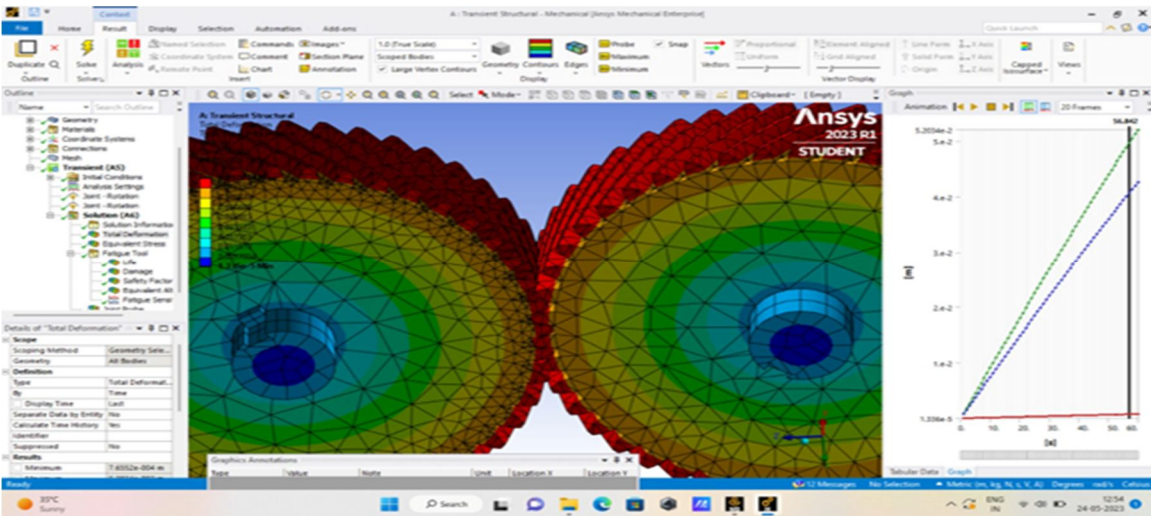 A : Transient Structural - Mechanical [Ansys Mechanical Enterprise]
Context
File Home Result Display Selection Automation Add-ons
Quick Launch
Duplicate
Solve
Analysis
Named Selection
Coordinate System
Remote Point
Commands
Comment
Chart
Images
Section Plane
Annotation
1.0 (True Scale)
Scoped Bodies
Large Vertex Contours
Geometry Contours Edges
Probe
Maximum
Minimum
Snap
Vectors
Proportional
Uniform
Element Aligned
Grid Aligned
Line Form
Solid Form
Origin
X Axis
Capped Isosurface
Views
Outline
Insert
Display
Vector Display
Outline
Name
Search Outline
Select
Mode
Clipboard
[Empty]
Geometry
Materials
Coordinate Systems
Connections
Mesh
Transient (A5)
Initial Conditions
Analysis Settings
Joint - Rotation
Joint - Rotation
Solution (A6)
Solution Informatio
Total Deformation
Equivalent Stress
Fatigue Tool
Life
Damage
Safety Factor
Fatigue Sensi
A: Transient Structural
Total Deformation
Ansys
2023 R1
STUDENT
Graph
Animation
20 Frames
56.842
5.2034e-2
5.e-2
4.e-2
3.e-2
2.e-2
1.e-2
[m]
0. 10. 20. 30. 40. 50. 60.
[s]
Tabular Data Graph
Details of "Total Deformation"
Scope
Scoping Method Geometry Sele...
Geometry All Bodies
Definition
Type Total Deformat...
By Time
Display Time Last
Separate Data by Entity No
Calculate Time History Yes
Identifier
Suppressed No
Results
Minimum
Graphics Annotations
Type Value Note Unit Location X Location Y
Ready
12 Messages No Selection Metric (m, kg, N, s, V, A) Degrees rad/s Celsius
35°C
Sunny
Search
ENG
IN
12:54
24-05-2023